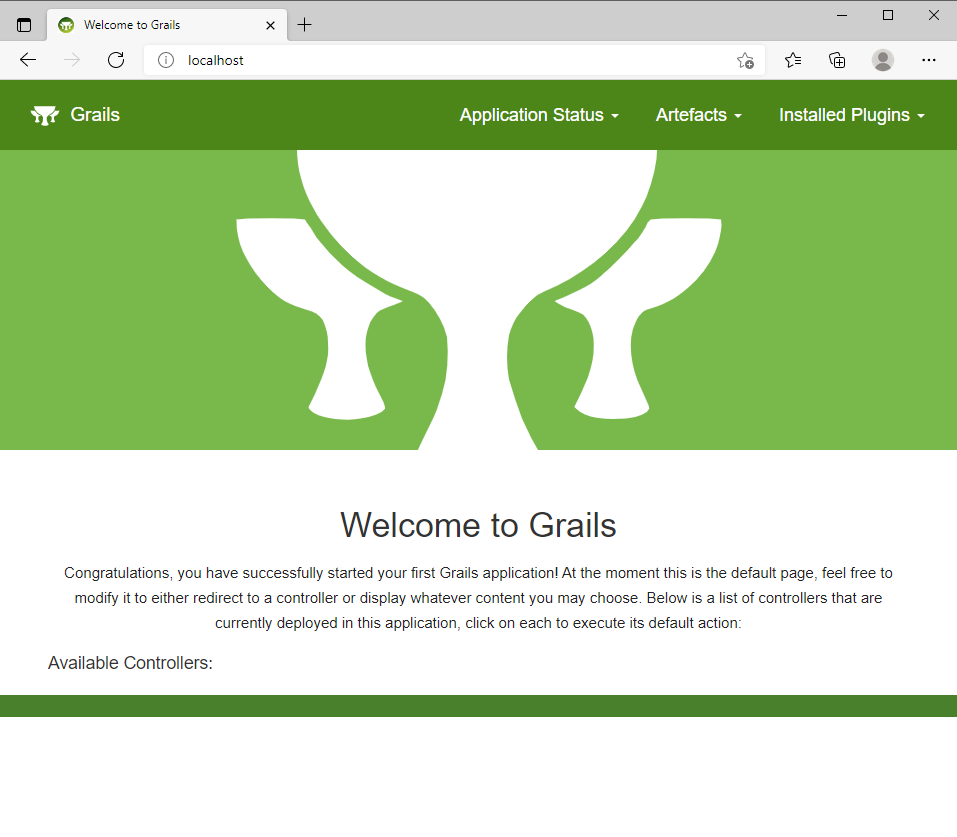 Welcome to Grails
localhost
Grails
Application Status
Artefacts
Installed Plugins
Welcome to Grails
Congratulations, you have successfully started your first Grails application! At the moment this is the default page, feel free to
modify it to either redirect to a controller or display whatever content you may choose. Below is a list of controllers that are
currently deployed in this application, click on each to execute its default action:
Available Controllers: